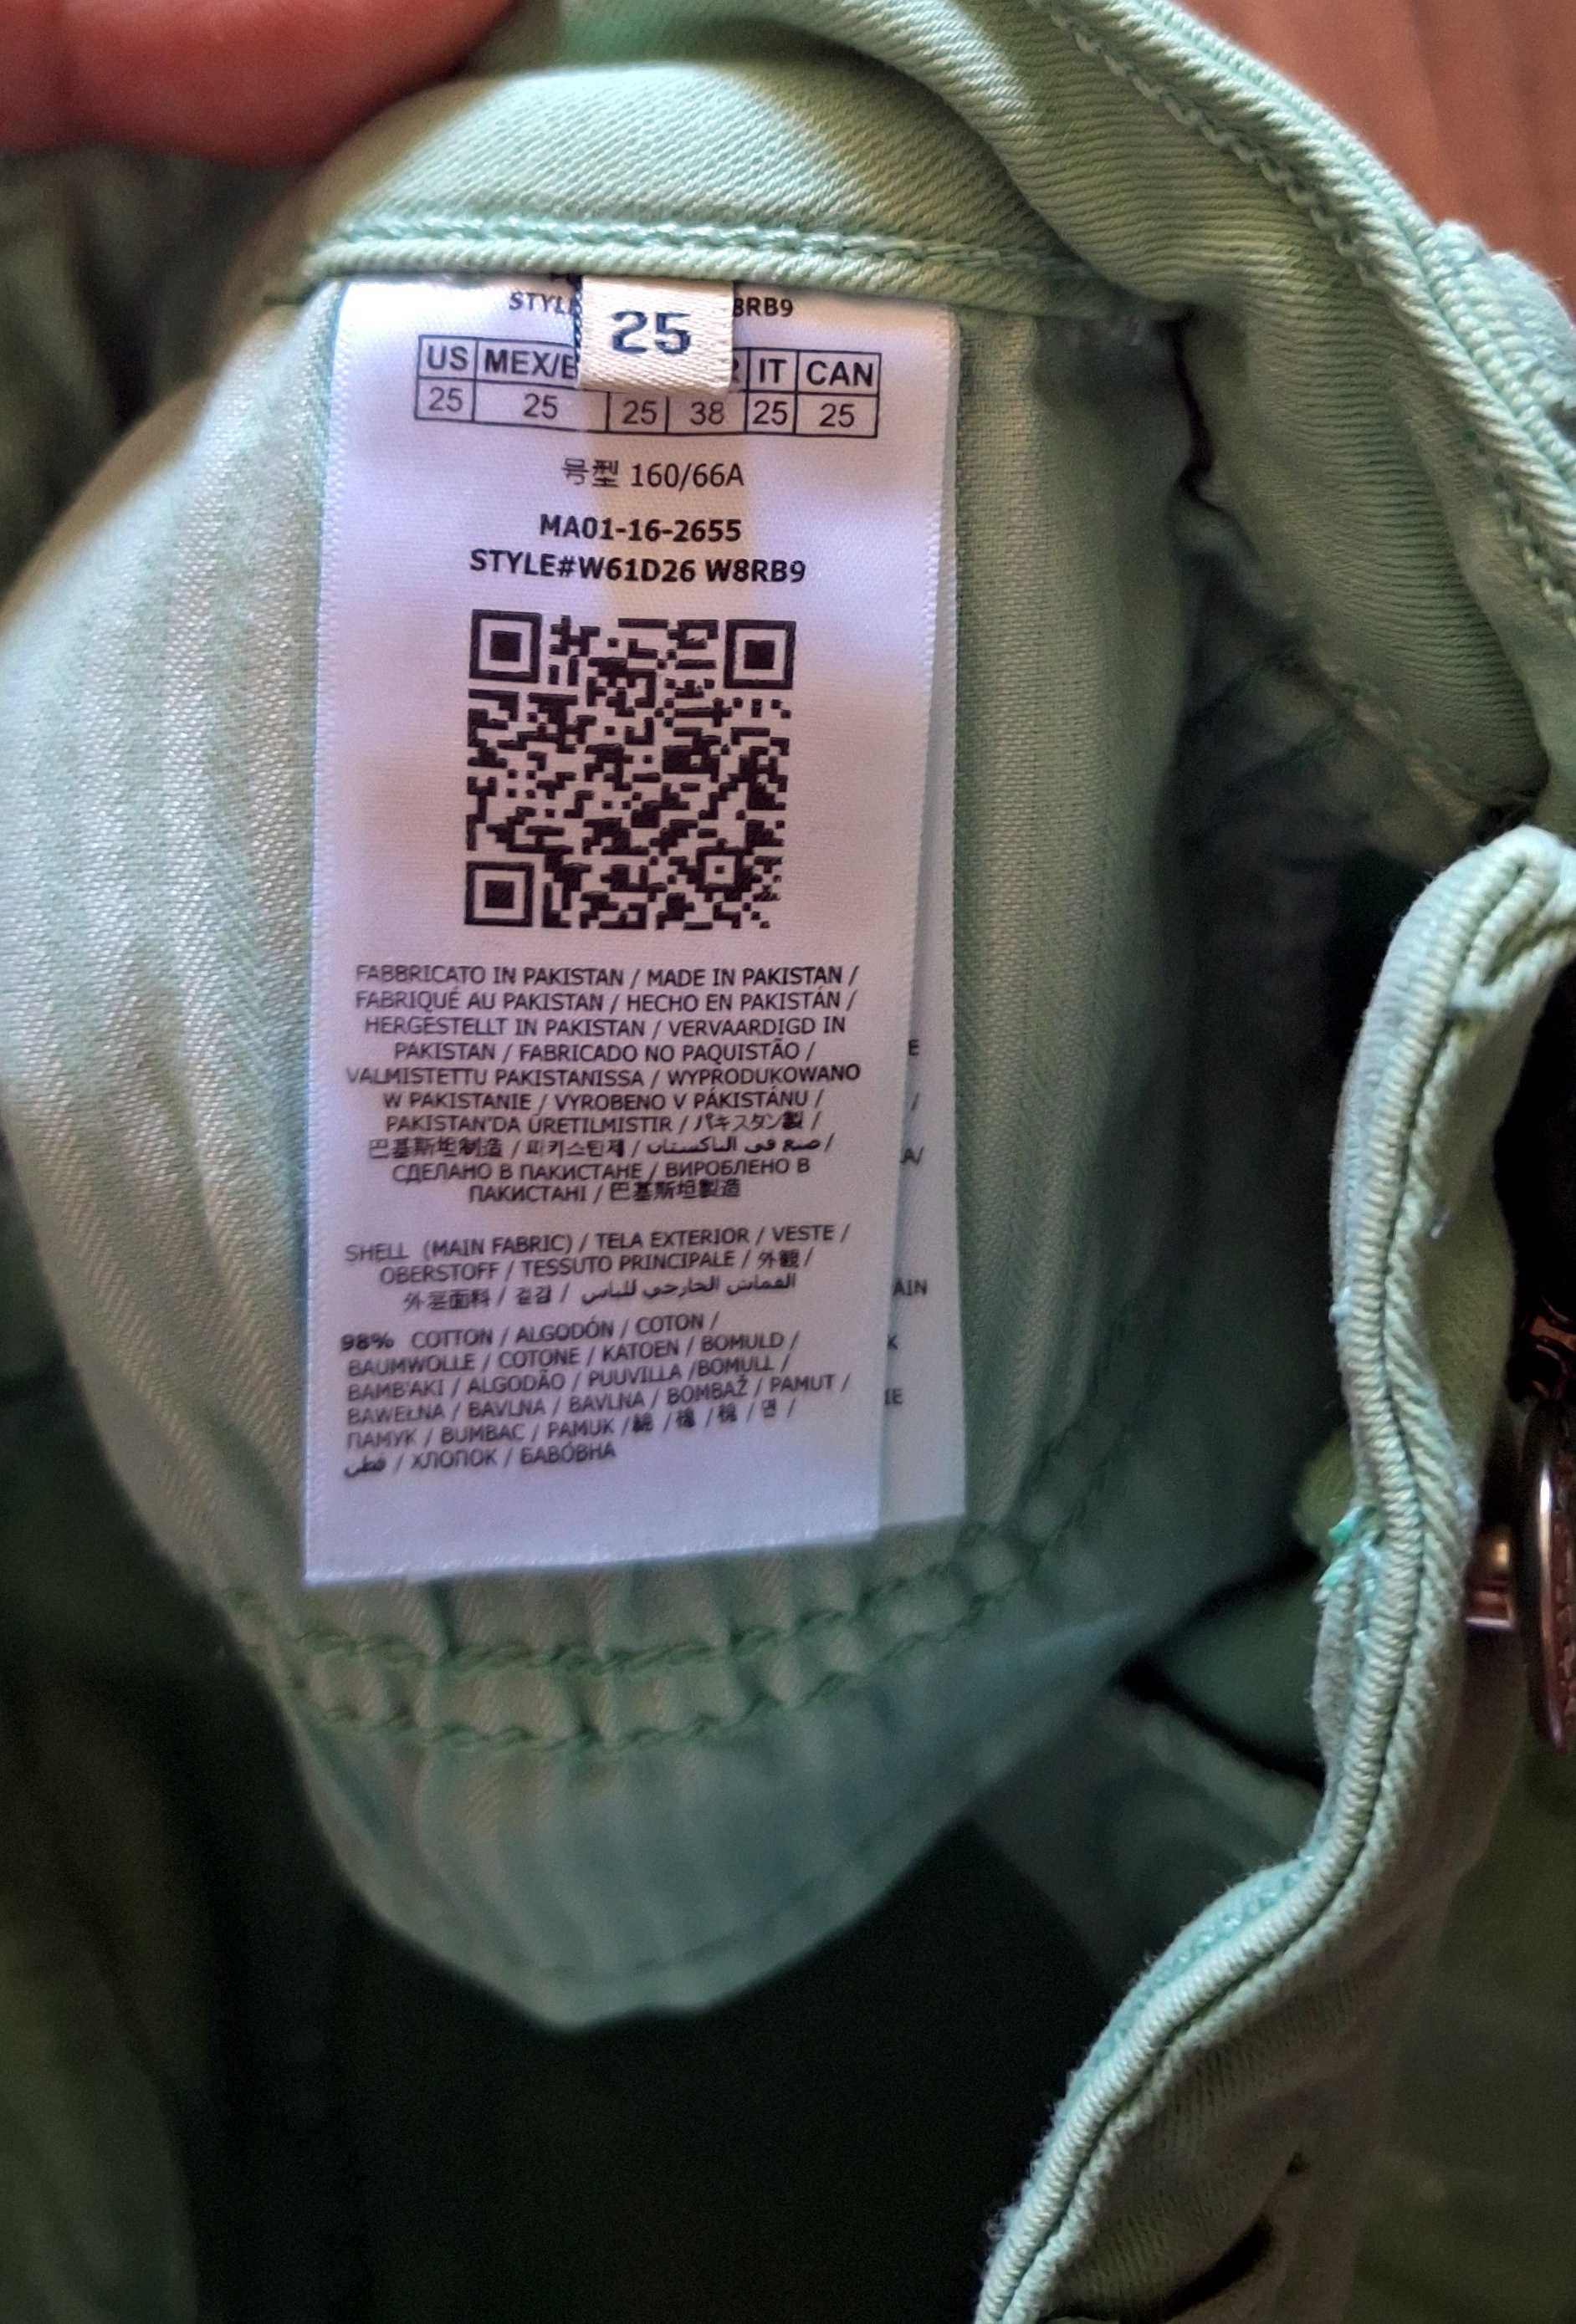 25
8RB9
US MEX/E IT CAN
25 25 25 38 25 25
号型 160/66A
MA01-16-2655
STYLE#W61D26 W8RB9
FABBRICATO IN PAKISTAN / MADE IN PAKISTAN /
FABRIQUÉ AU PAKISTAN / HECHO EN PAKISTÁN /
HERGESTELLT IN PAKISTAN / VERVAARDIGD IN
PAKISTAN / FABRICADO NO PAQUISTÃO /
VALMISTETTU PAKISTANISSA / WYPRODUKOWANO
W PAKISTANIE / VYROBENO V PÁKISTÁNU /
PAKISTAN'DA ÜRETILMISTIR / パキスタン製 /
巴基斯坦制造 / 파키스탄제 / صنع في الباكستان /
СДЕЛАНО В ПАКИСТАНЕ / ВИРОБЛЕНО В
ПАКИСТАНІ / 巴基斯坦製造
SHELL (MAIN FABRIC) / TELA EXTERIOR / VESTE /
OBERSTOFF / TESSUTO PRINCIPALE / 外観 /
外层面料 / 겉감 / القماش الخارجي للباس
98% COTTON / ALGODÓN / COTON /
BAUMWOLLE / COTONE / KATOEN / BOMULD /
BAMB'AKI / ALGODÃO / PUUVILLA /BOMULL /
BAWEŁNA / BAVLNA / BAVLNA / BOMBAŽ / PAMUT /
ПАМУК / BUMBAC / PAMUK / 綿 / 棉 / 棉 / 면 /
قطن / ХЛОПОК / БАВОВНА
E
/
A/
AIN
K
IE